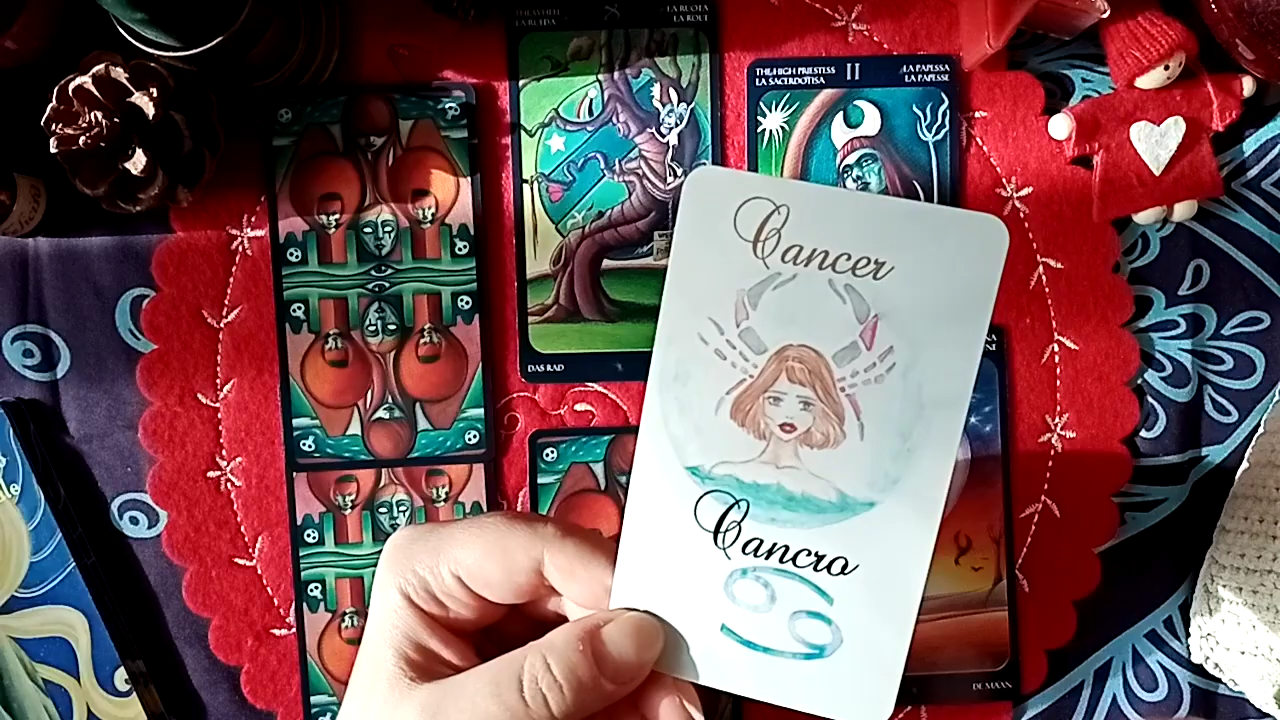 THE WHEEL
LA RUEDA
X
LA RUOTA
LA ROUE
THE HIGH PRIESTESS
LA SACERDOTISA
II
LA PAPESSA
LA PAPESSE
Cancer
Cancro
DAS RAD
DE MAAN